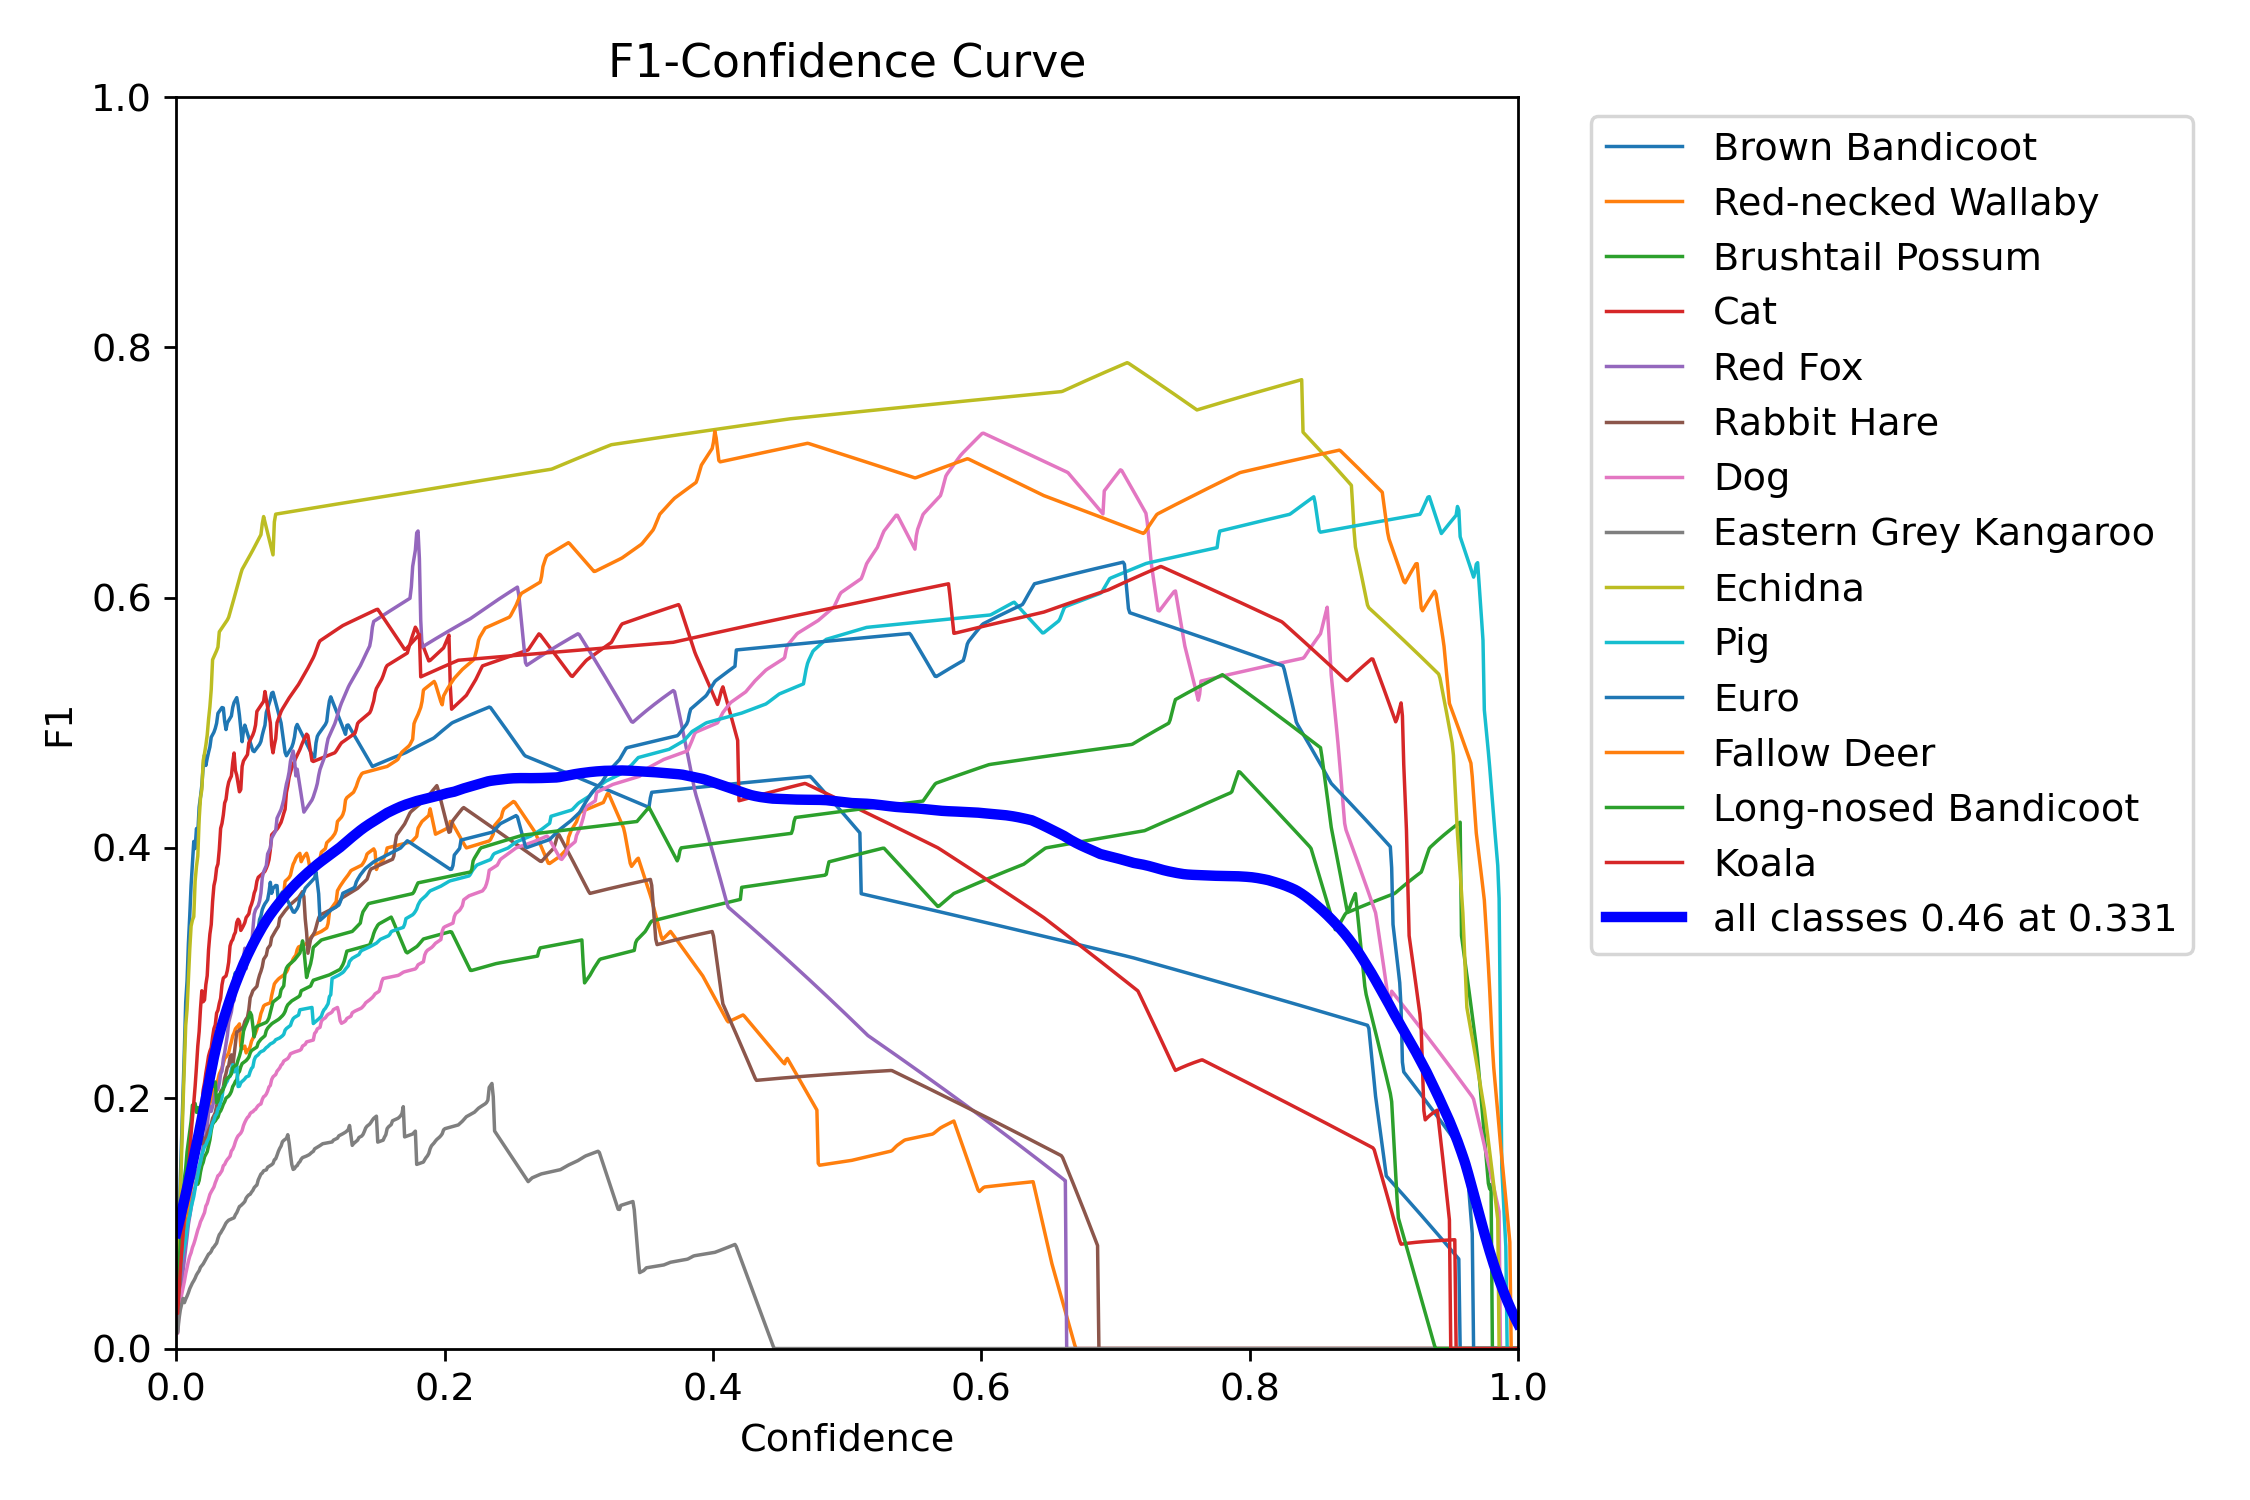 F1-Confidence Curve
1.0
0.8
0.6
0.4
0.2
0.0
F1
0.0 0.2 0.4 0.6 0.8 1.0
Confidence
Brown Bandicoot
Red-necked Wallaby
Brushtail Possum
Cat
Red Fox
Rabbit Hare
Dog
Eastern Grey Kangaroo
Echidna
Pig
Euro
Fallow Deer
Long-nosed Bandicoot
Koala
all classes 0.46 at 0.331